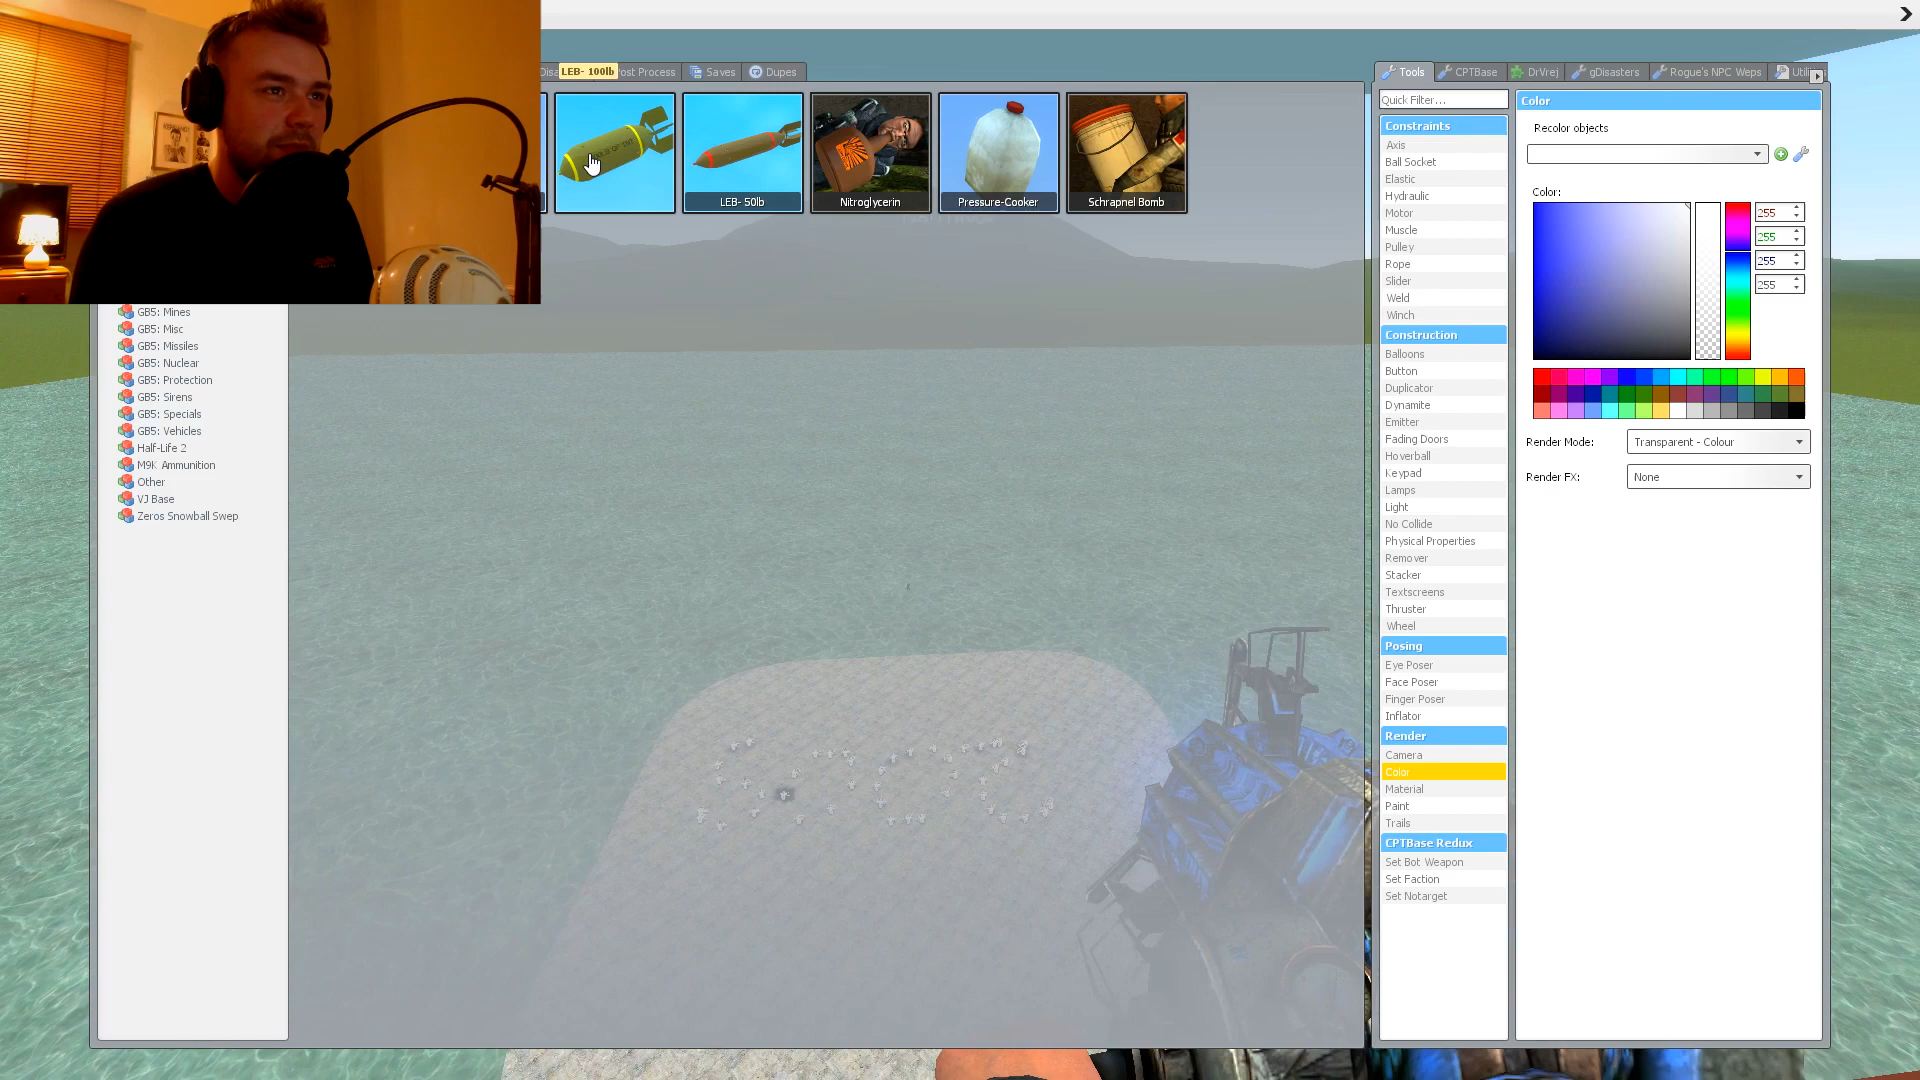 LEB- 100lb
ost Process
Saves
Dupes
Tools
CPTBase
DrVrej
gDisasters
Rogue's NPC Weps
LEB- 50lb
Nitroglycerin
Pressure-Cooker
Schrapnel Bomb
GB5: Mines
GB5: Misc
GB5: Missiles
GB5: Nuclear
GB5: Protection
GB5: Sirens
GB5: Specials
GB5: Vehicles
Half-Life 2
M9K Ammunition
Other
VJ Base
Zeros Snowball Swep
Quick Filter...
Constraints
Axis
Ball Socket
Elastic
Hydraulic
Motor
Muscle
Pulley
Rope
Slider
Weld
Winch
Construction
Balloons
Button
Duplicator
Dynamite
Emitter
Fading Doors
Hoverball
Keypad
Lamps
Light
No Collide
Physical Properties
Remover
Stacker
Textscreens
Thruster
Wheel
Posing
Eye Poser
Face Poser
Finger Poser
Inflator
Render
Camera
Color
Material
Paint
Trails
CPTBase Redux
Set Bot Weapon
Set Faction
Set Notarget
Color
Recolor objects
Color:
255
255
255
255
Render Mode: Transparent - Colour
Render FX: None